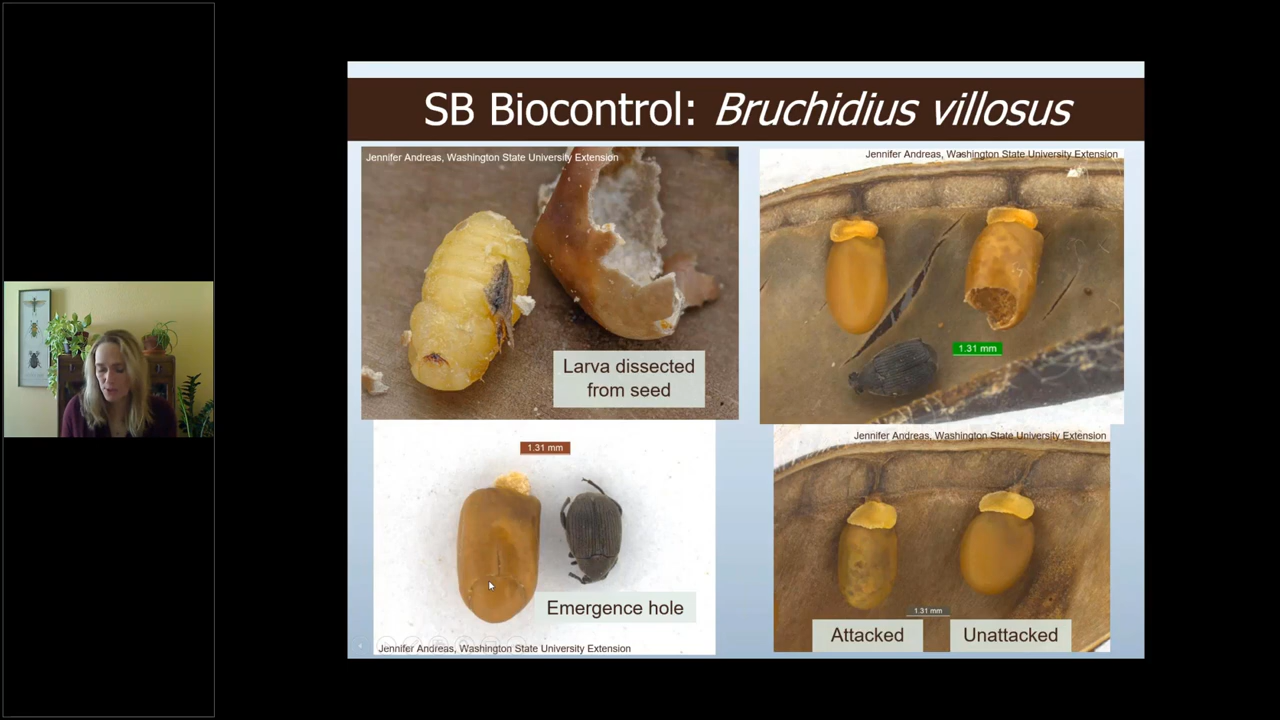 SB Biocontrol: Bruchidius villosus
Jennifer Andreas, Washington State University Extension
Larva dissected
from seed
Jennifer Andreas, Washington State University Extension
1.31 mm
1.31 mm
Emergence hole
Jennifer Andreas, Washington State University Extension
Jennifer Andreas, Washington State University Extension
1.31 mm
Attacked
Unattacked